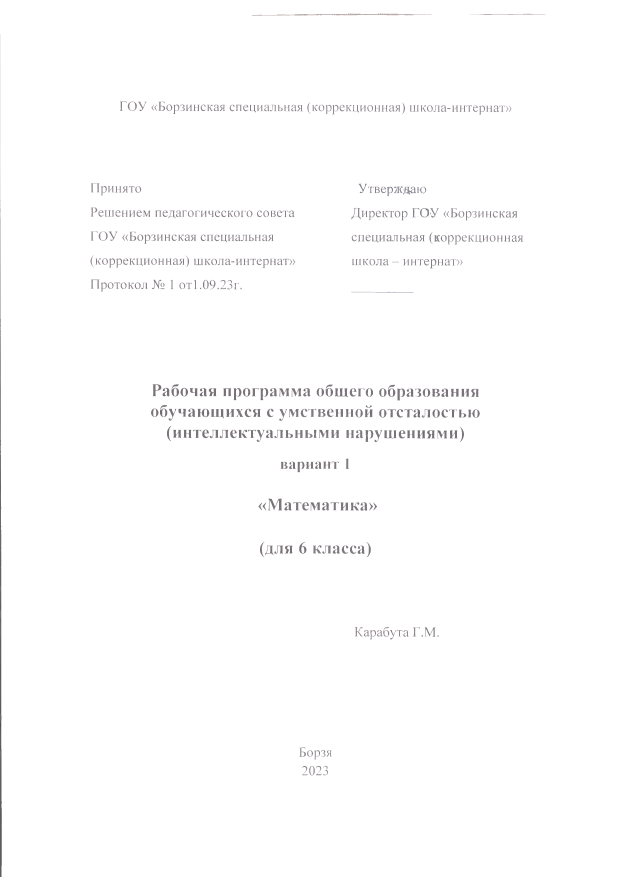 ГОУ «Борзинская специальная (коррекционная) школа-интернат»
Принято
Решением педагогического совета
ГОУ «Борзинская специальная
(коррекционная) школа-интернат»
Протокол № 1 от1.09.23г.
Утверждаю
Директор ГОУ «Борзинская
специальная (коррекционная
школа – интернат»
Рабочая программа общего образования
обучающихся с умственной отсталостью
(интеллектуальными нарушениями)
вариант 1
«Математика»
(для 6 класса)
Карабута Г.М.
Борзя
2023